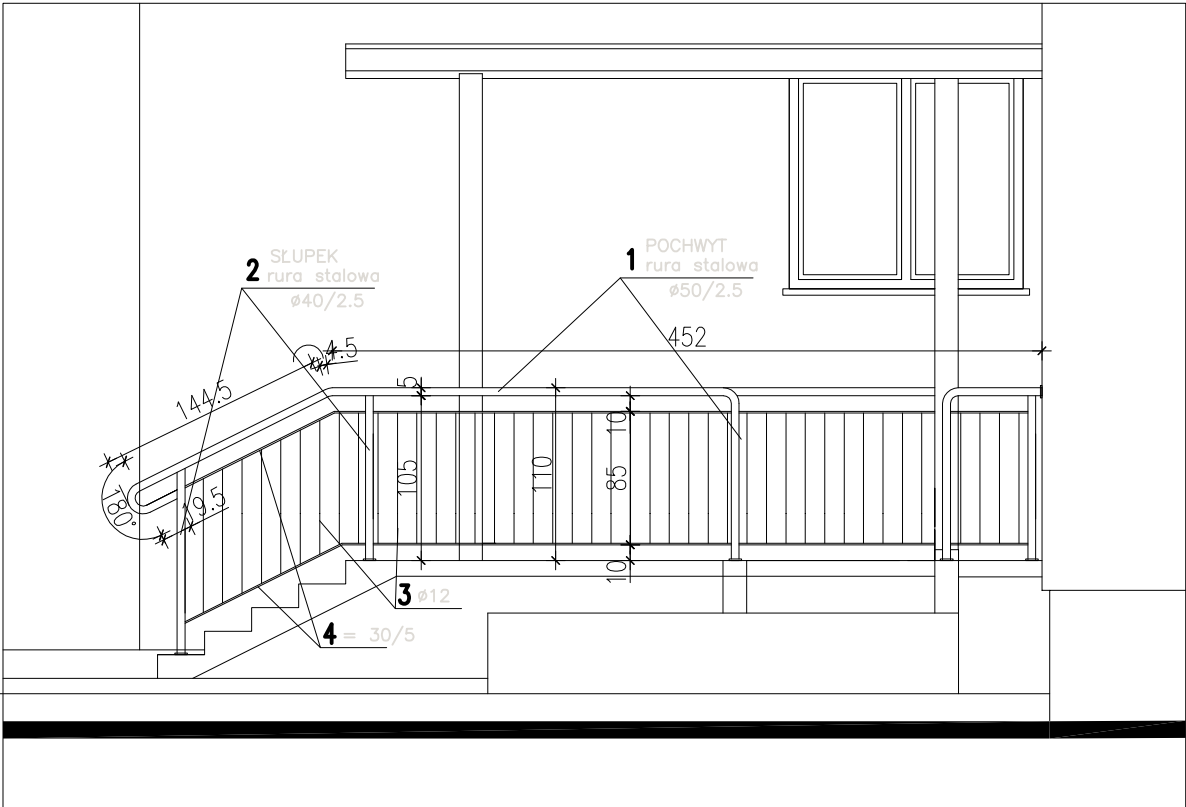 1 POCHWYT
rura stalowa
ø50/2.5
2 SŁUPEK
rura stalowa
ø40/2.5
452
4.5
144.5
5
10
180°
19.5
105
110
85
10
3 ø12
4 = 30/5